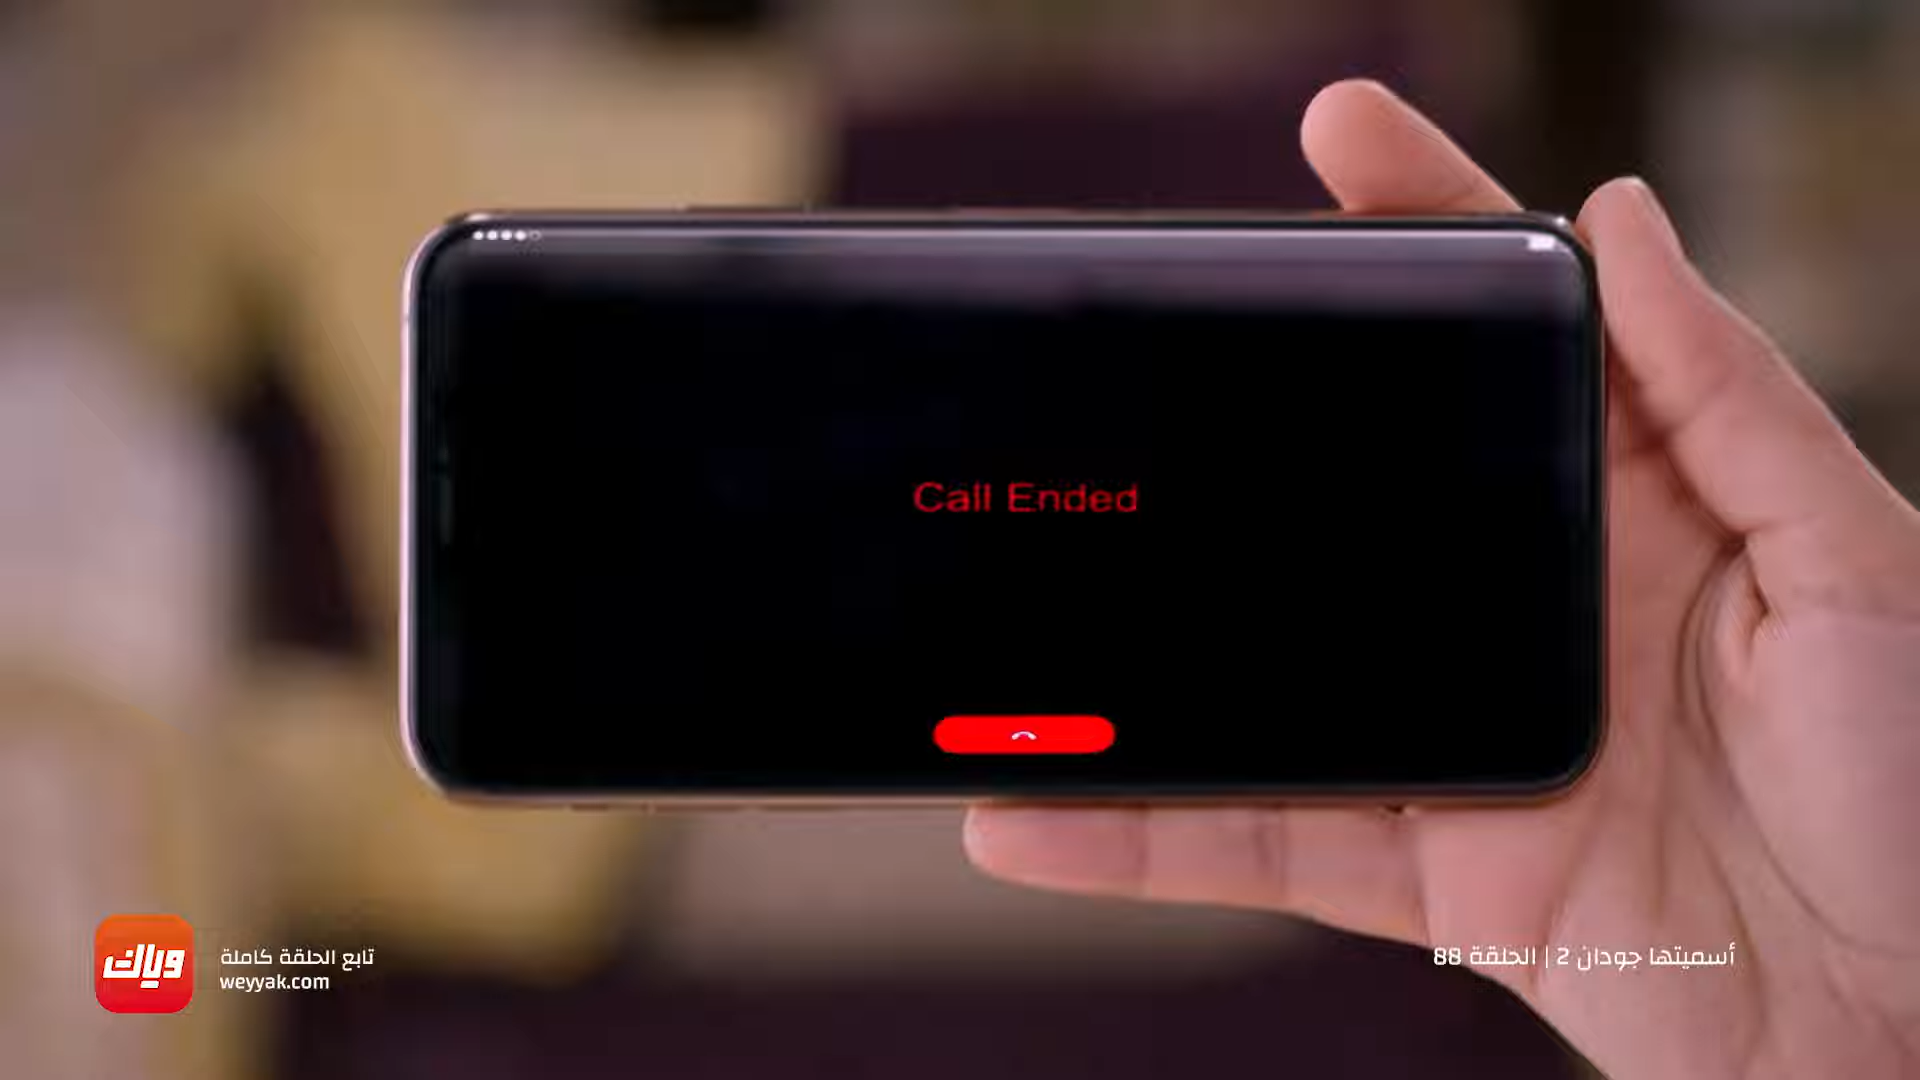 Call Ended
وياك
تابع الحلقة كاملة
weyyak.com
أسميتها جودان 2 | الحلقة 88